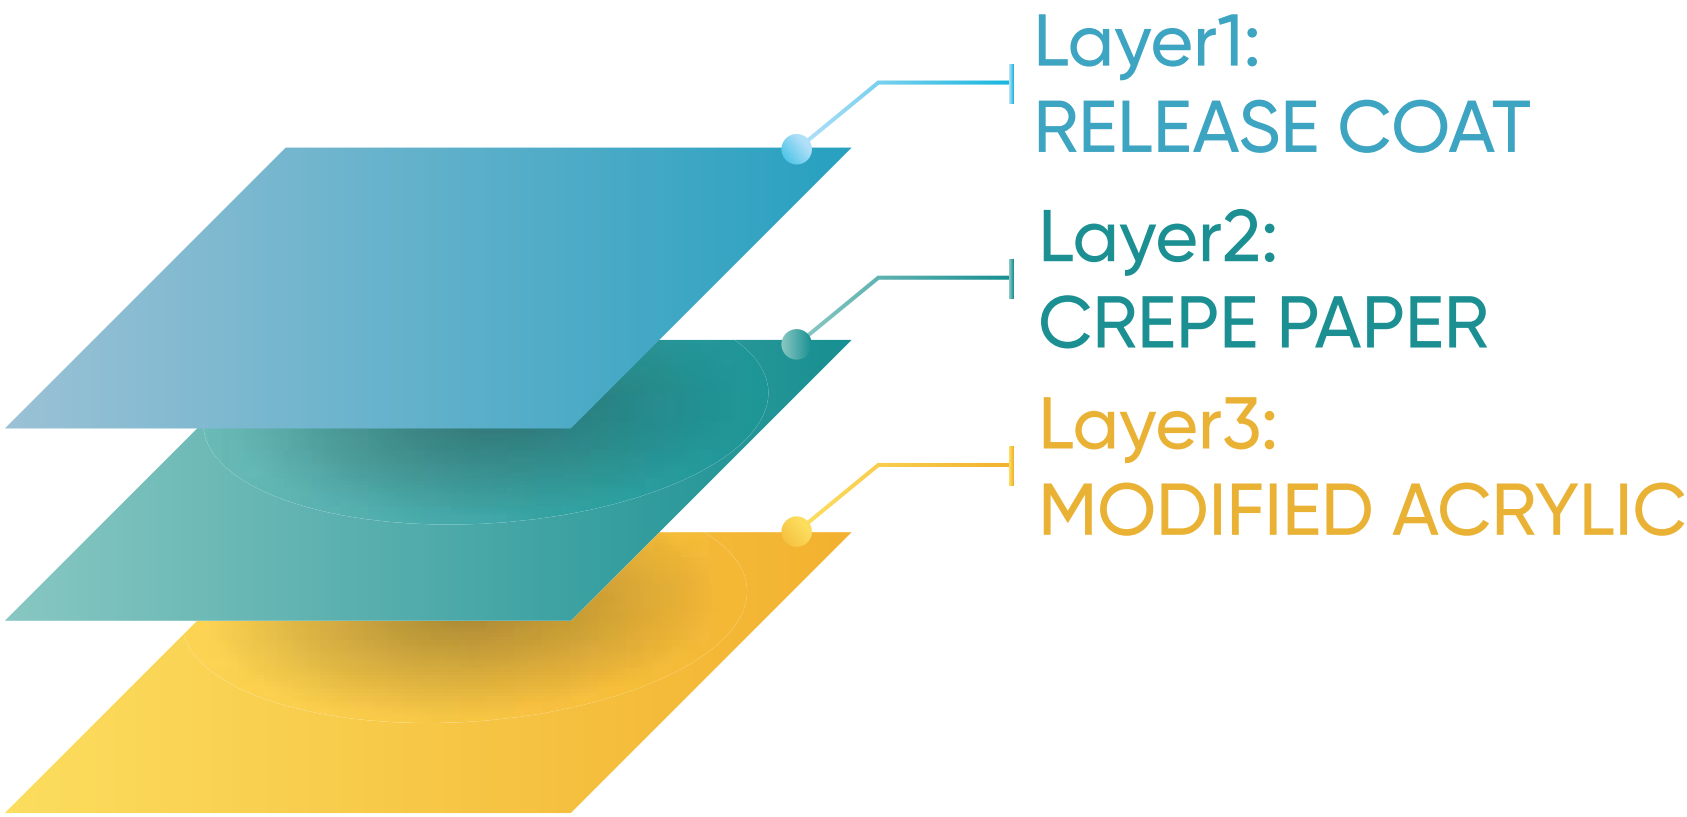 Layer1:
RELEASE COAT
Layer2:
CREPE PAPER
Layer3:
MODIFIED ACRYLIC